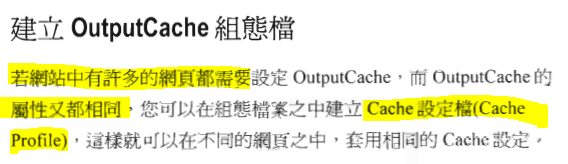 建立 OutputCache 組態檔
若網站中有許多的網頁都需要設定 OutputCache，而 OutputCache 的
屬性又都相同，您可以在組態檔案之中建立 Cache 設定檔(Cache
Profile)，這樣就可以在不同的網頁之中，套用相同的 Cache 設定。